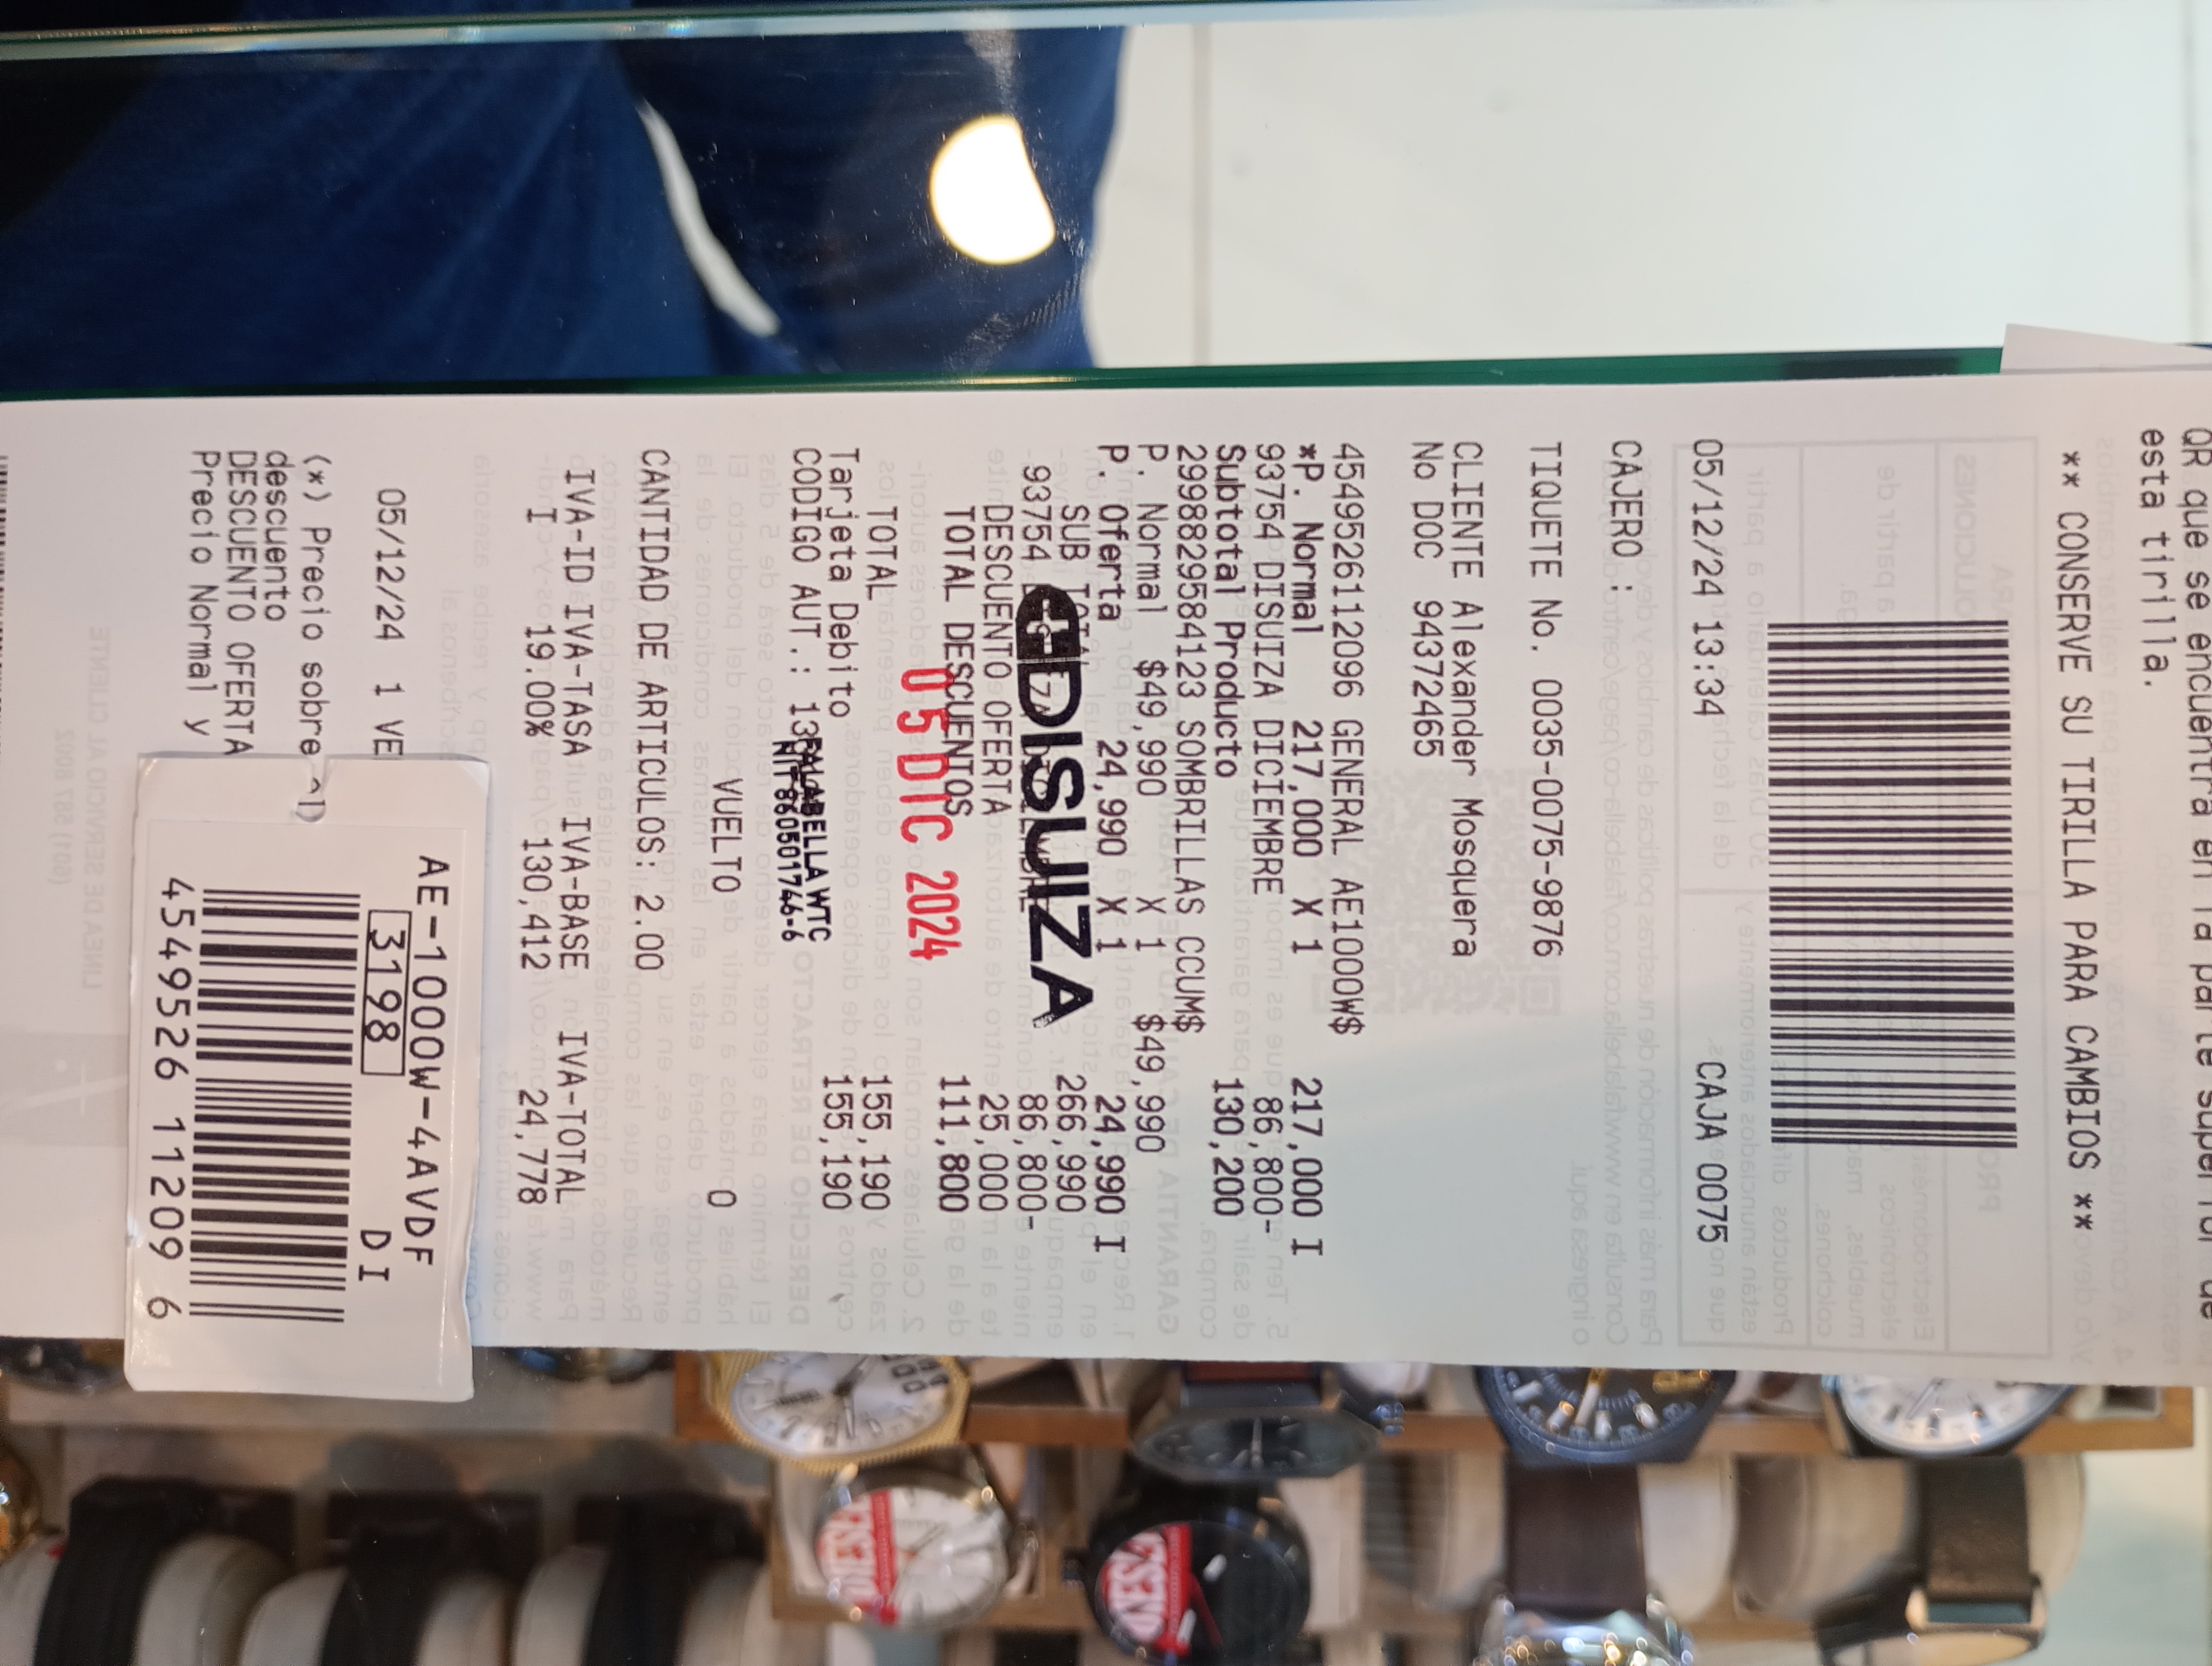 QR que se encuentra en la parte superior de
esta tirilla.
** CONSERVE SU TIRILLA PARA CAMBIOS **
05/12/24 13:34 CAJA 0075
CAJERO :
TIQUETE No. 0035-0075-9876
CLIENTE Alexander Mosquera
No DOC 94372465
4549526112096 GENERAL AE1000W$
*P. Normal 217,000 X 1 217,000 I
93754 DISUIZA DICIEMBRE 86,800-
Subtotal Producto 130,200
2998829584123 SOMBRILLAS CCUM$
P. Normal $49,990 X 1 $49,990
P. Oferta 24,990 X 1 24,990 I
SUB TOTAL 266,990
93754 86,800-
DISUIZA
DESCUENTO OFERTA 25,000
TOTAL DESCUENTOS 111,800
05 DIC 2024
TOTAL 155,190
Tarjeta Debito 155,190
CODIGO AUT.: 13
FALABELLA WTC
NIT 860501746-6
VUELTO 0
CANTIDAD DE ARTICULOS: 2.00
IVA-ID IVA-TASA IVA-BASE IVA-TOTAL
I 19.00% 130,412 24,778
05/12/24 1 VE
(*) Precio sobre
descuento
DESCUENTO OFERTA
Precio Normal y
AE-1000W-4AVDF
3198 DI
4549526 112096